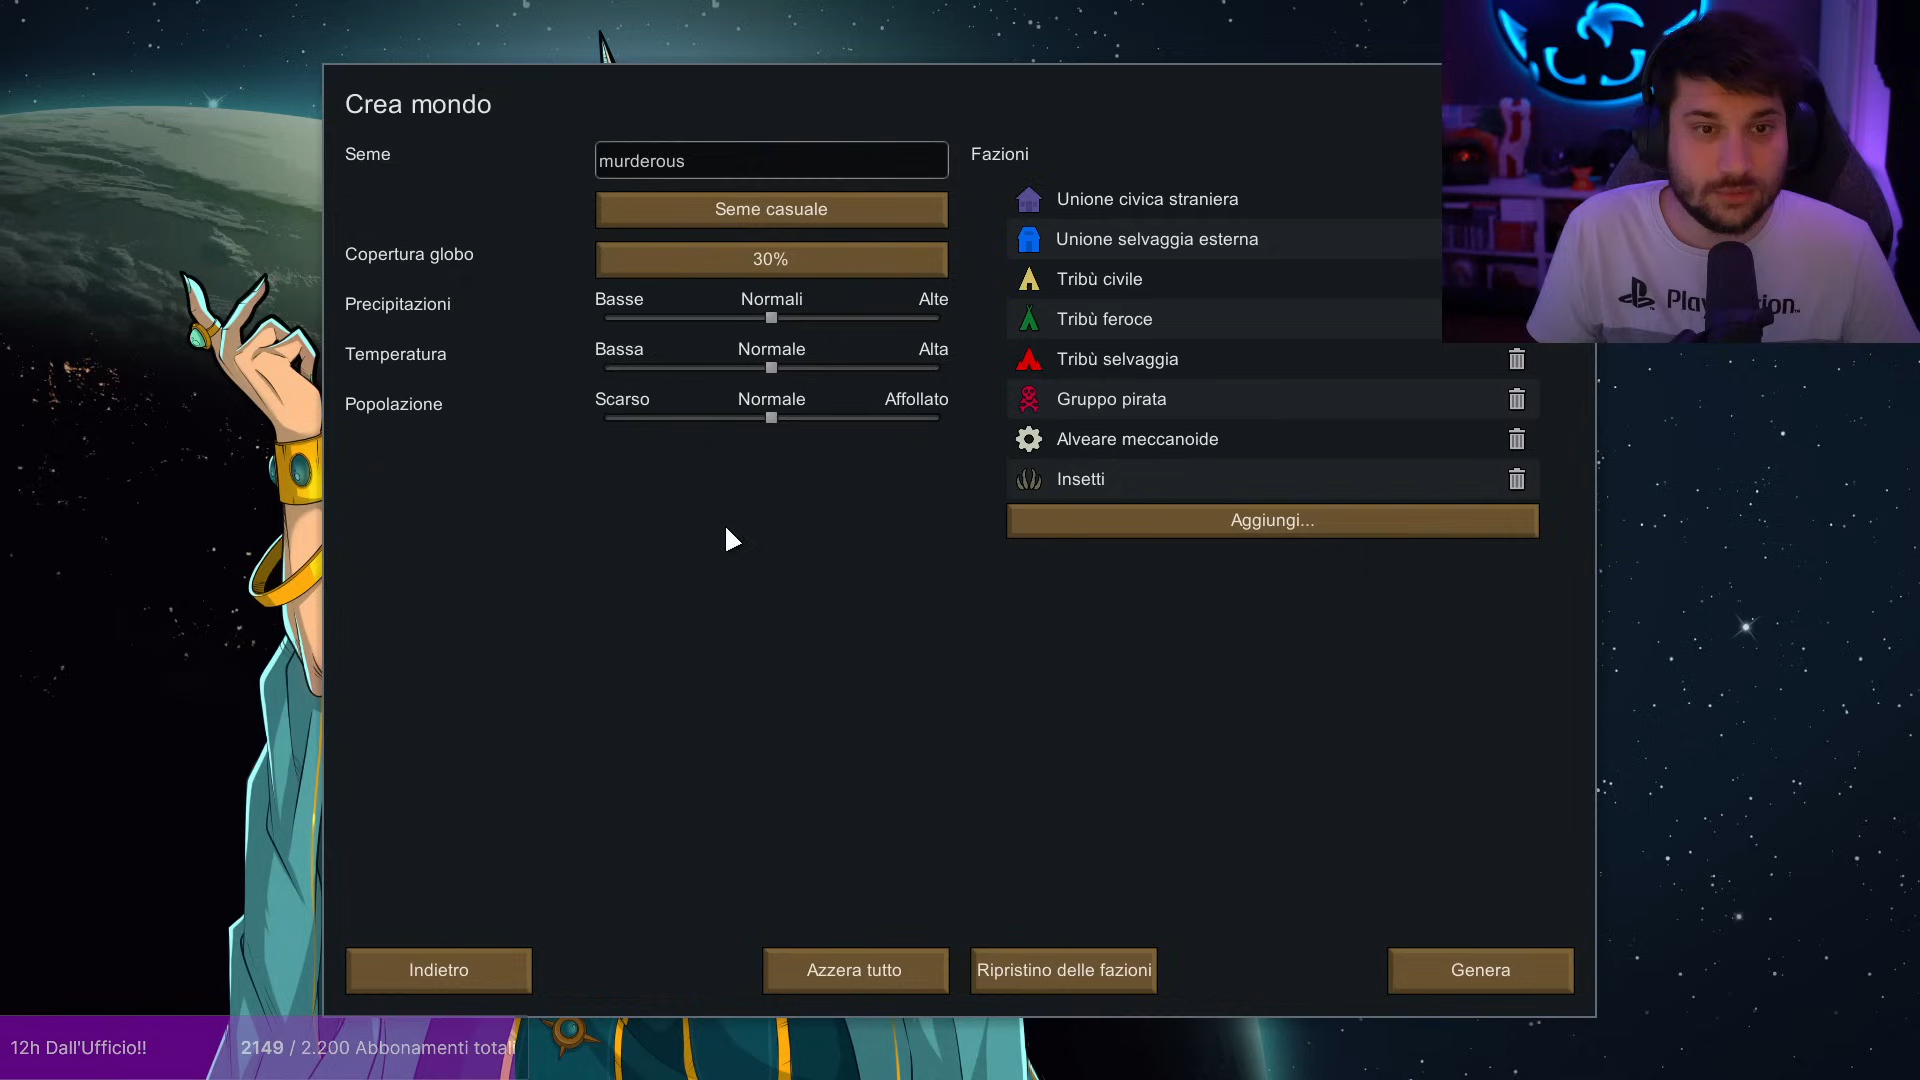 Crea mondo
Seme
murderous
Seme casuale
Copertura globo
30%
Precipitazioni
Basse Normali Alte
Temperatura
Bassa Normale Alta
Popolazione
Scarso Normale Affollato
Fazioni
Unione civica straniera
Unione selvaggia esterna
Tribù civile
Tribù feroce
Tribù selvaggia
Gruppo pirata
Alveare meccanoide
Insetti
Aggiungi...
Indietro
Azzera tutto
Ripristino delle fazioni
Genera
12h Dall'Ufficio!!
2149 / 2.200 Abbonamenti totali